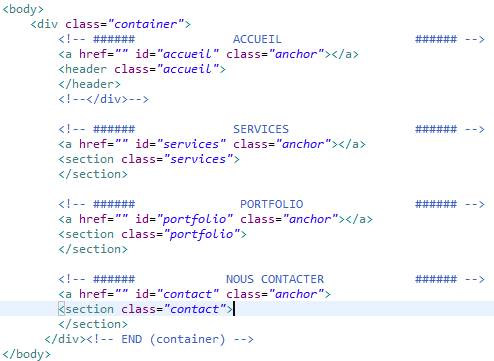 <body>
<div class="container">
<!-- ###### ACCUEIL ###### -->
<a href="" id="accueil" class="anchor"></a>
<header class="accueil">
</header>
<!--</div>-->
<!-- ###### SERVICES ###### -->
<a href="" id="services" class="anchor"></a>
<section class="services">
</section>
<!-- ###### PORTFOLIO ###### -->
<a href="" id="portfolio" class="anchor"></a>
<section class="portfolio">
</section>
<!-- ###### NOUS CONTACTER ###### -->
<a href="" id="contact" class="anchor">
<section class="contact">
</section>
</div><!-- END (container) -->
</body>